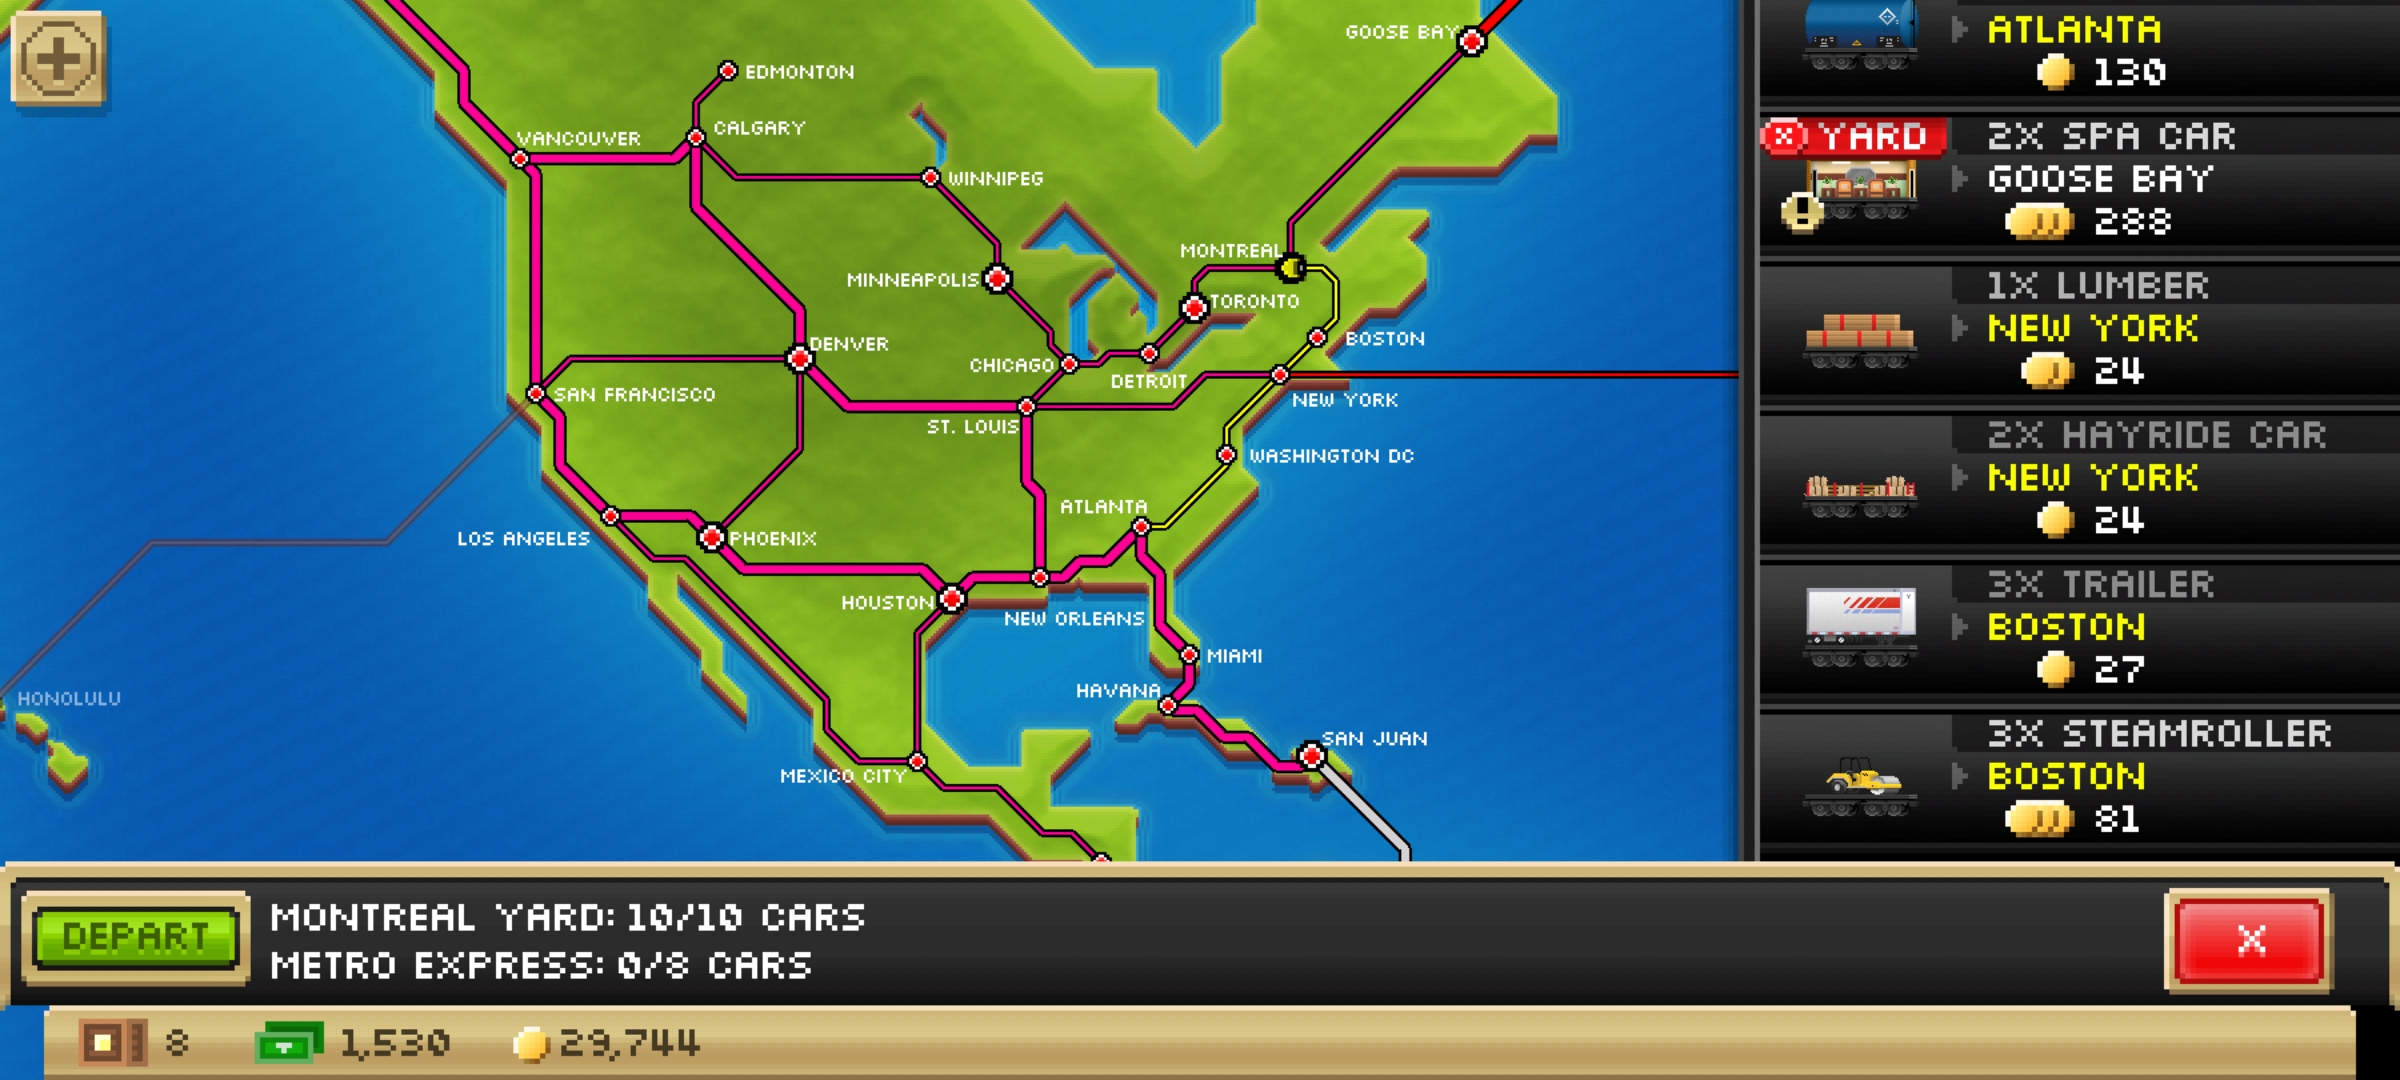 GOOSE BAY
EDMONTON
CALGARY
VANCOUVER
WINNIPEG
MONTREAL
MINNEAPOLIS
TORONTO
DENVER
BOSTON
CHICAGO
DETROIT
SAN FRANCISCO
NEW YORK
ST. LOUIS
WASHINGTON DC
ATLANTA
LOS ANGELES
PHOENIX
HOUSTON
NEW ORLEANS
MIAMI
HAVANA
HONOLULU
SAN JUAN
MEXICO CITY
ATLANTA
130
YARD
2X SPA CAR
GOOSE BAY
288
1X LUMBER
NEW YORK
24
2X HAYRIDE CAR
NEW YORK
24
3X TRAILER
BOSTON
27
3X STEAMROLLER
BOSTON
81
DEPART
MONTREAL YARD: 10/10 CARS
METRO EXPRESS: 0/8 CARS
X
8
1,530
29,744